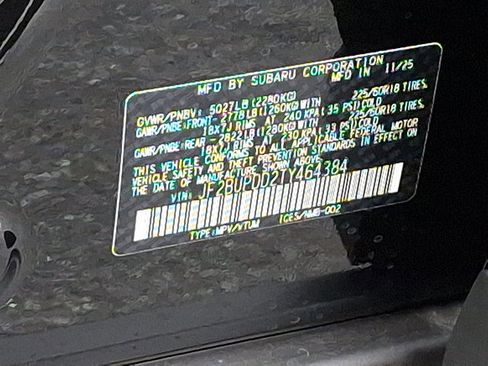 MFD BY SUBARU CORPORATION
MFD IN 11/25
GVWR/PNBV: 5027LB(2280KG)
GAWR/PNBE:FRONT- 2778LB(1260KG)WITH 225/60R18 TIRES,
18X7J RIMS AT 240 KPA(35 PSI)COLD
GAWR/PNBE:REAR - 2822LB(1280KG)WITH 225/60R18 TIRES,
18X7J RIMS AT 230 KPA(33 PSI)COLD
THIS VEHICLE CONFORMS TO ALL APPLICABLE FEDERAL MOTOR
VEHICLE SAFETY AND THEFT PREVENTION STANDARDS IN EFFECT ON
THE DATE OF MANUFACTURE SHOWN ABOVE.
VIN: JF2BUPDD2TY464384
TYPE:MPV/VTUM ICES/NMB-002